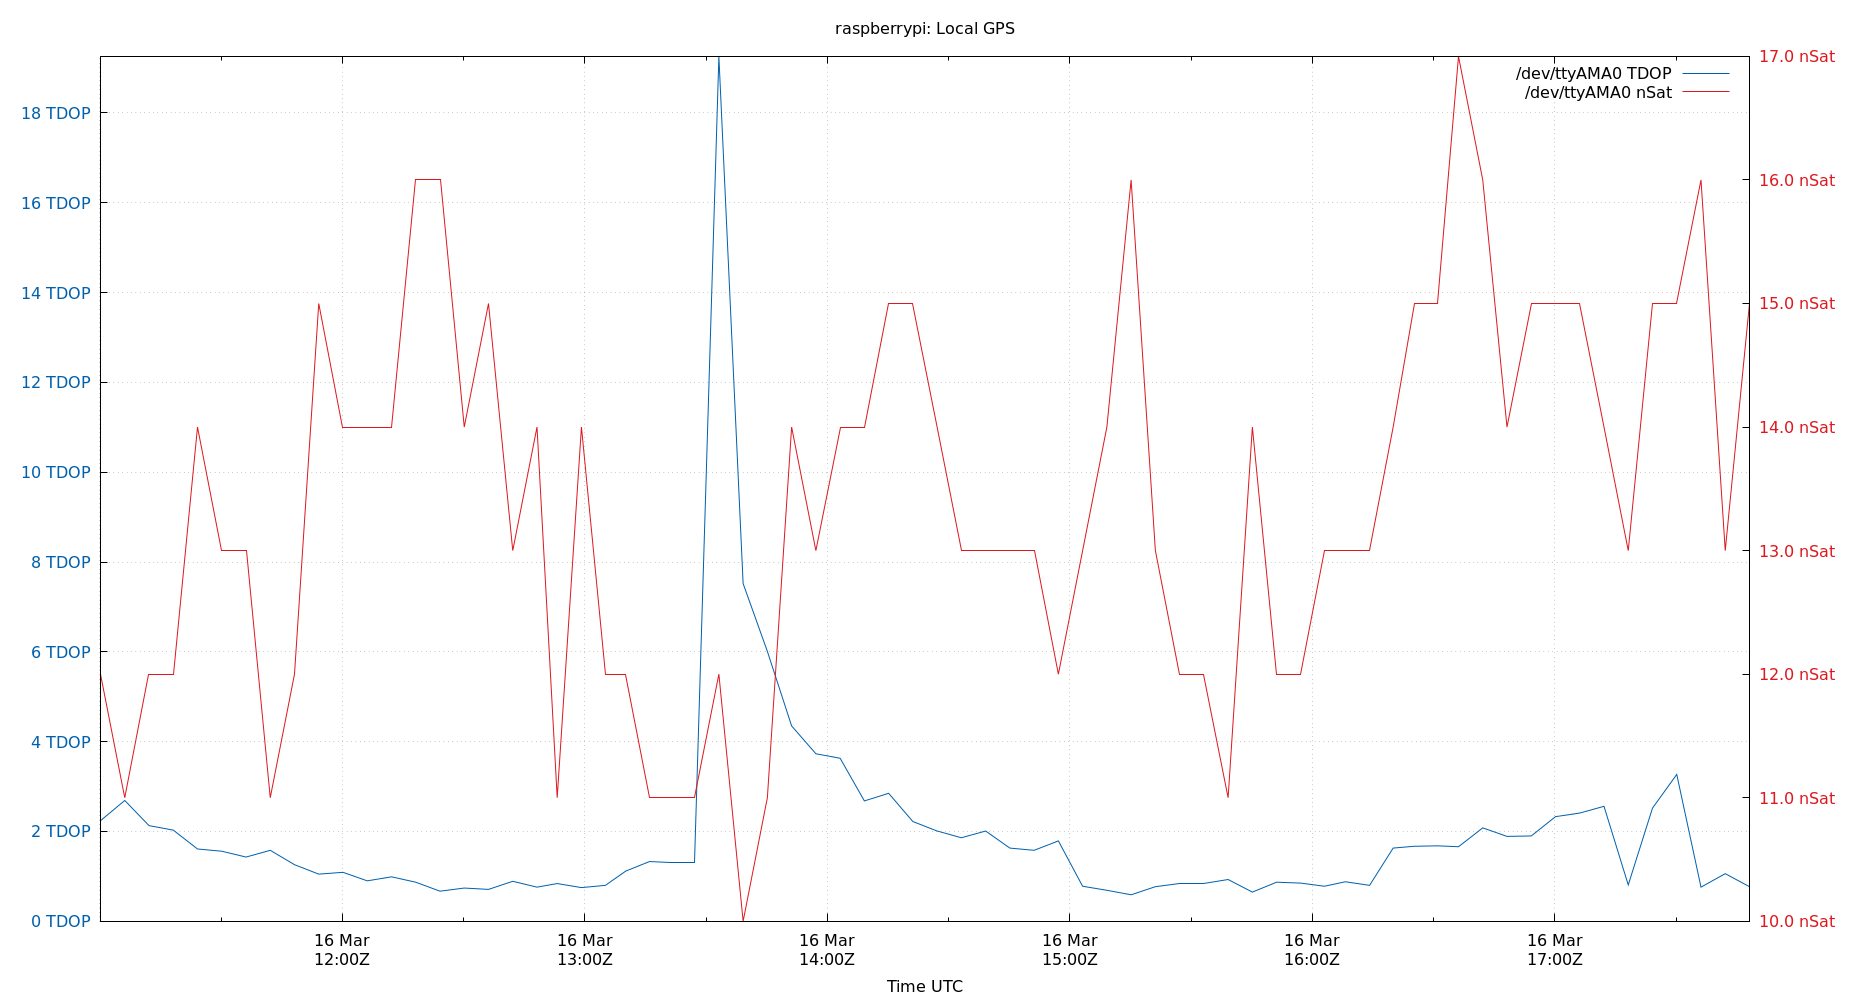 raspberrypi: Local GPS
/dev/ttyAMA0 TDOP
/dev/ttyAMA0 nSat
18 TDOP
16 TDOP
14 TDOP
12 TDOP
10 TDOP
8 TDOP
6 TDOP
4 TDOP
2 TDOP
0 TDOP
17.0 nSat
16.0 nSat
15.0 nSat
14.0 nSat
13.0 nSat
12.0 nSat
11.0 nSat
10.0 nSat
16 Mar
12:00Z
16 Mar
13:00Z
16 Mar
14:00Z
16 Mar
15:00Z
16 Mar
16:00Z
16 Mar
17:00Z
Time UTC